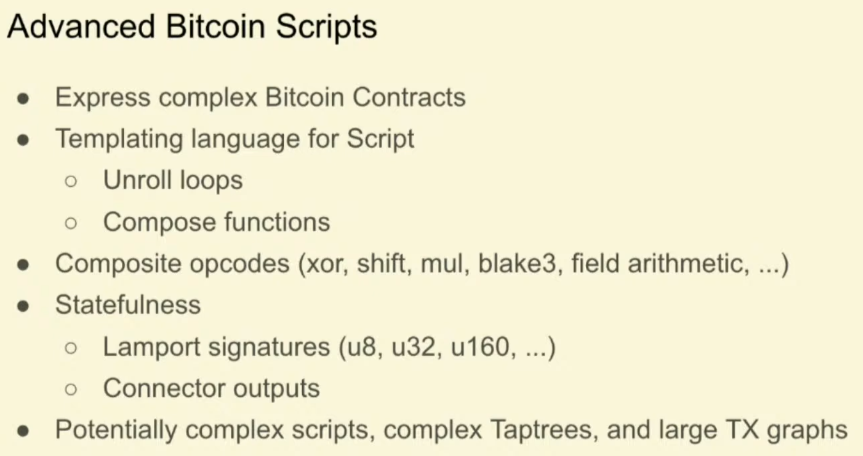 Advanced Bitcoin Scripts
● Express complex Bitcoin Contracts
● Templating language for Script
○ Unroll loops
○ Compose functions
● Composite opcodes (xor, shift, mul, blake3, field arithmetic, ...)
● Statefulness
○ Lamport signatures (u8, u32, u160, ...)
○ Connector outputs
● Potentially complex scripts, complex Taptrees, and large TX graphs